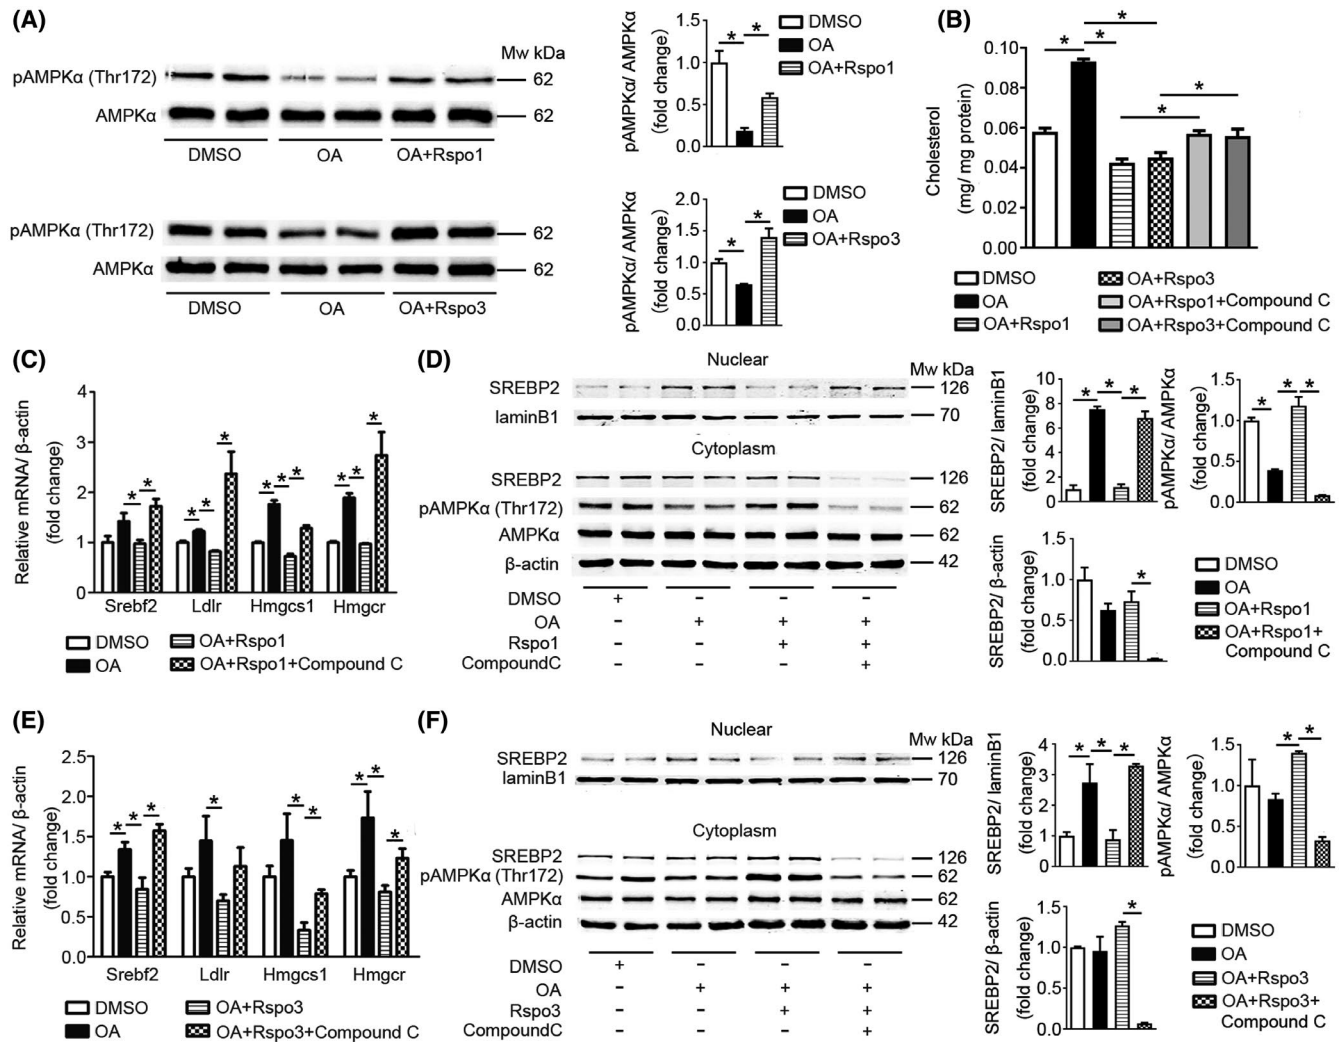 (A)
Mw kDa
pAMPKα (Thr172)
62
AMPKα
62
DMSO OA OA+Rspo1
pAMPKα (Thr172)
62
AMPKα
62
DMSO OA OA+Rspo3
pAMPKα/ AMPKα
(fold change)
1.5
1.0
0.5
0.0
* *
DMSO
OA
OA+Rspo1
pAMPKα/ AMPKα
(fold change)
2.0
1.5
1.0
0.5
0.0
* *
DMSO
OA
OA+Rspo3
(B)
Cholesterol
(mg/ mg protein)
0.10
0.08
0.06
0.04
0.02
0.00
*
* *
*
*
DMSO
OA
OA+Rspo1
OA+Rspo3
OA+Rspo1+Compound C
OA+Rspo3+Compound C
(C)
Relative mRNA/ β-actin
(fold change)
4
3
2
1
0
* *
* * *
* * *
* * *
Srebf2 Ldlr Hmgcs1 Hmgcr
DMSO
OA
OA+Rspo1
OA+Rspo1+Compound C
(D)
Nuclear
Mw kDa
SREBP2
126
laminB1
70
Cytoplasm
SREBP2
126
pAMPKα (Thr172)
62
AMPKα
62
β-actin
42
DMSO + − − −
OA − + + +
Rspo1 − − + +
CompoundC − − − +
SREBP2/ laminB1
(fold change)
10
8
6
4
2
0
* * *
pAMPKα/ AMPKα
(fold change)
1.5
1.0
0.5
0.0
* * *
SREBP2/ β-actin
(fold change)
1.5
1.0
0.5
0.0
*
DMSO
OA
OA+Rspo1
OA+Rspo1+
Compound C
(E)
Relative mRNA/ β-actin
(fold change)
2.5
2.0
1.5
1.0
0.5
0.0
* * *
*
* *
* * *
Srebf2 Ldlr Hmgcs1 Hmgcr
DMSO
OA
OA+Rspo3
OA+Rspo3+Compound C
(F)
Nuclear
Mw kDa
SREBP2
126
laminB1
70
Cytoplasm
SREBP2
126
pAMPKα (Thr172)
62
AMPKα
62
β-actin
42
DMSO + − − −
OA − + + +
Rspo3 − − + +
CompoundC − − − +
SREBP2/ laminB1
(fold change)
4
3
2
1
0
* * *
pAMPKα/ AMPKα
(fold change)
1.5
1.0
0.5
0.0
* *
SREBP2/ β-actin
(fold change)
1.5
1.0
0.5
0.0
*
DMSO
OA
OA+Rspo3
OA+Rspo3+
Compound C